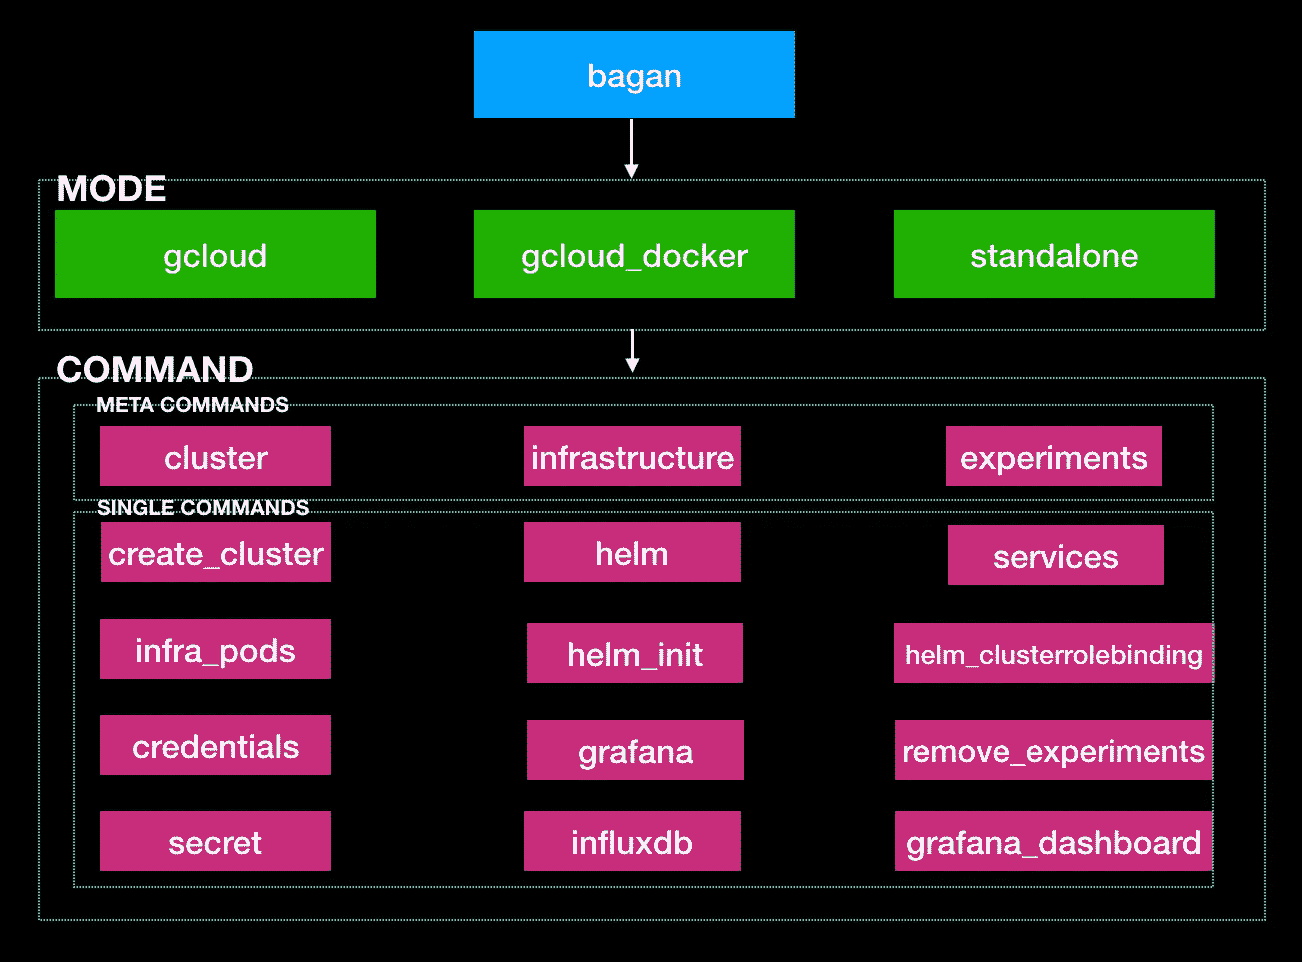 bagan
MODE
gcloud
gcloud_docker
standalone
COMMAND
META COMMANDS
cluster
infrastructure
experiments
SINGLE COMMANDS
create_cluster
helm
services
infra_pods
helm_init
helm_clusterrolebinding
credentials
grafana
remove_experiments
secret
influxdb
grafana_dashboard